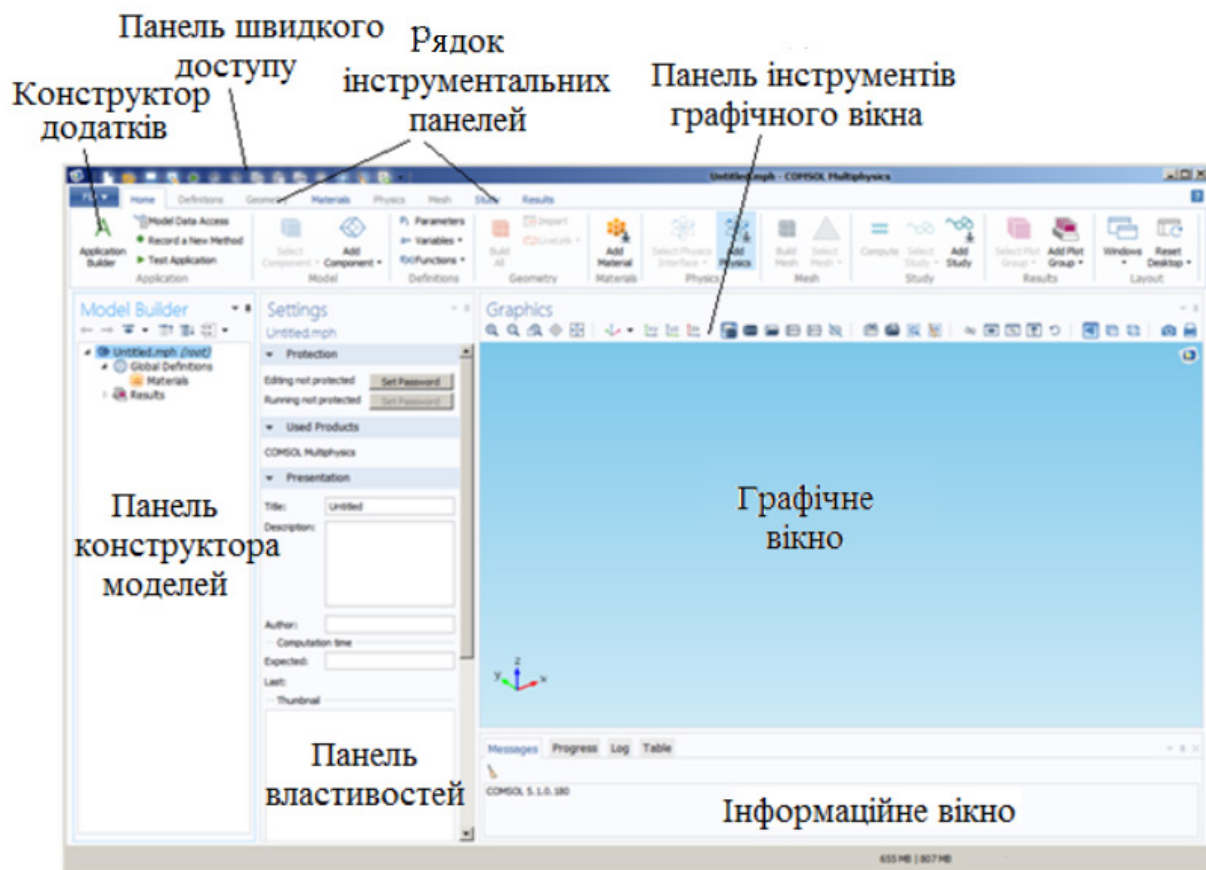 Панель швидкого
доступу
Рядок
інструментальних
панелей
Панель інструментів
графічного вікна
Конструктор
додатків
Untitled.mph - COMSOL Multiphysics
Home Definitions Geometry Materials Physics Mesh Study Results
Application
Builder
Model Data Access
Record a New Method
Test Application
Application
Select
Component
Add
Component
Model
Pi Parameters
a= Variables
f(x) Functions
Definitions
Build
All
Import
LiveLink
Geometry
Add
Material
Materials
Select Physics
Interface
Add
Physics
Physics
Build
Mesh
Select
Mesh
Mesh
Compute
Select
Study
Add
Study
Study
Select Plot
Group
Add Plot
Group
Results
Windows
Reset
Desktop
Layout
Model Builder
Untitled.mph (root)
Global Definitions
Materials
Results
Панель
конструктора
моделей
Settings
Untitled.mph
Protection
Editing not protected Set Password
Running not protected Set Password
Used Products
COMSOL Multiphysics
Presentation
Title: Untitled
Description:
Author:
Computation time
Expected:
Last:
Thumbnail
Панель
властивостей
Graphics
Графічне
вікно
z
y x
Messages Progress Log Table
COMSOL 5.1.0.180
Інформаційне вікно
655 MB | 807 MB